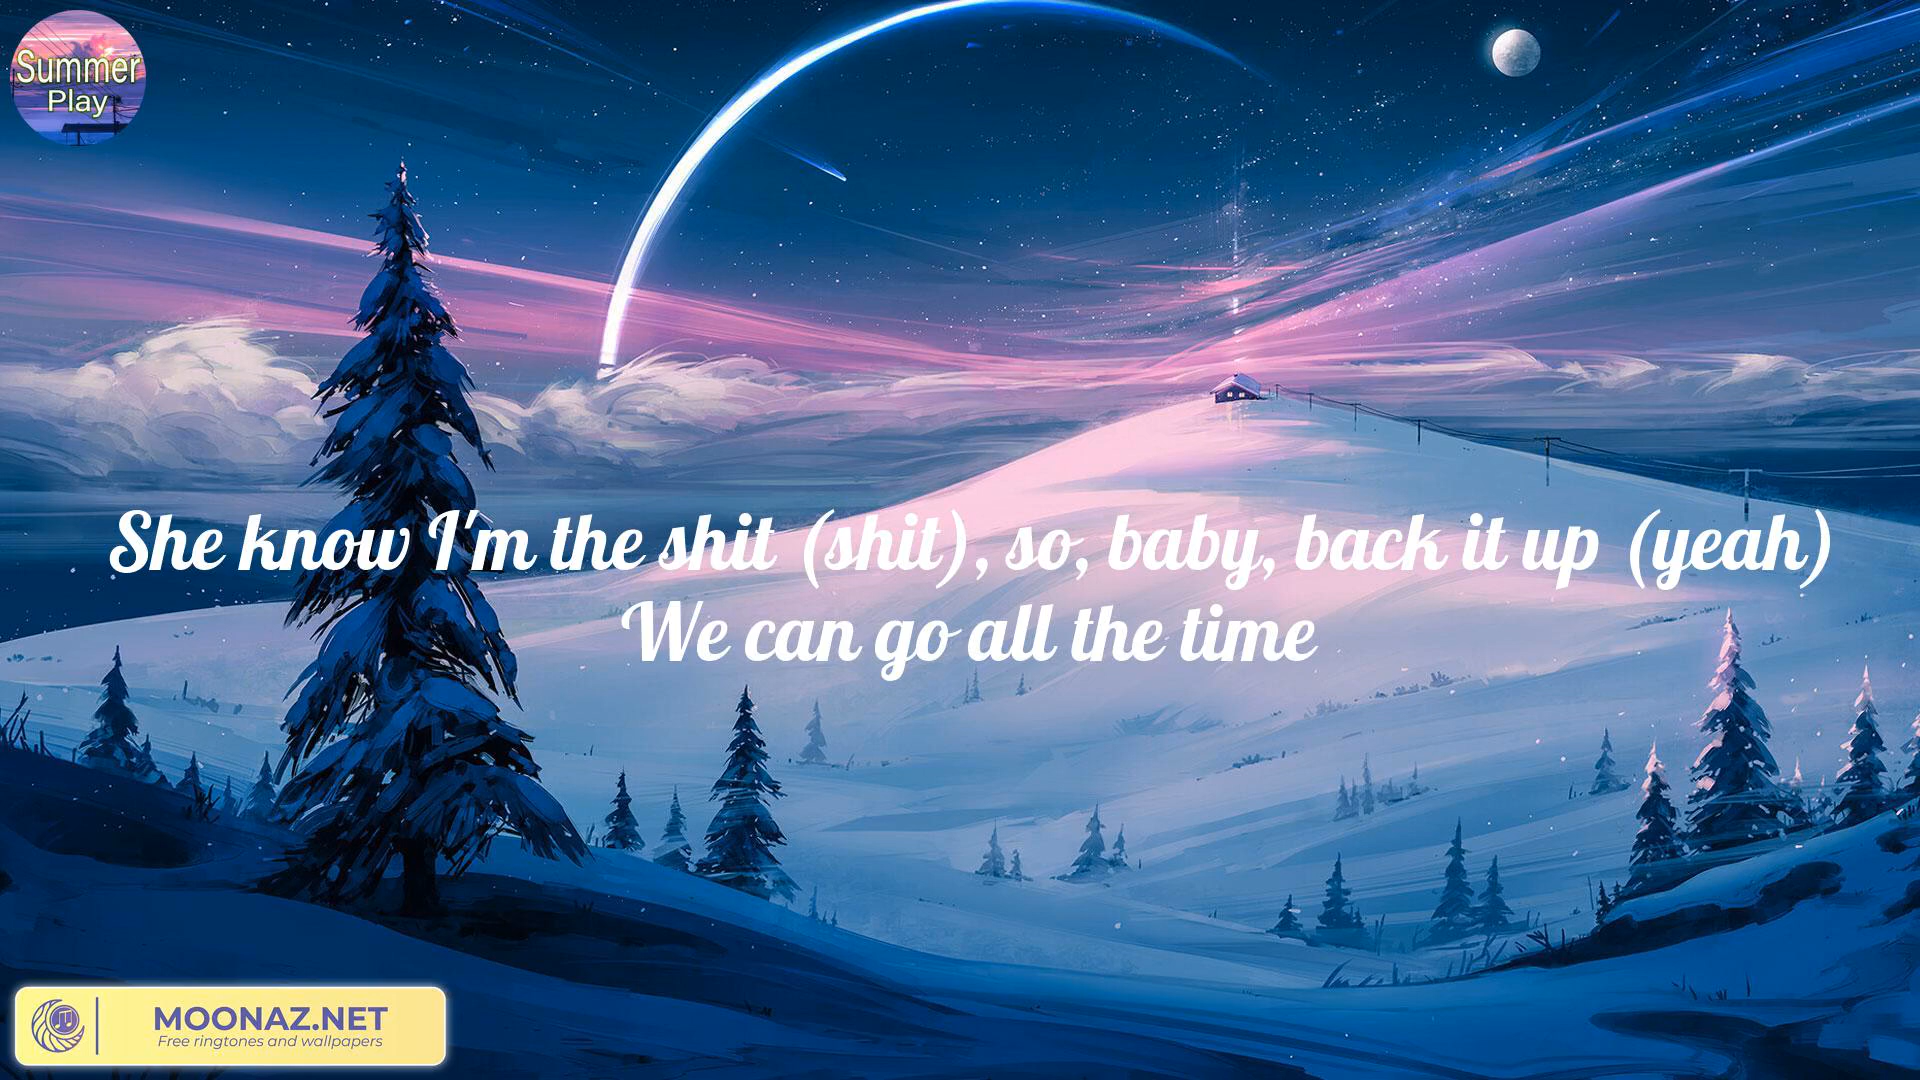 Summer
Play
She know I'm the shit (shit), so, baby, back it up (yeah)
We can go all the time
MOONAZ.NET
Free ringtones and wallpapers